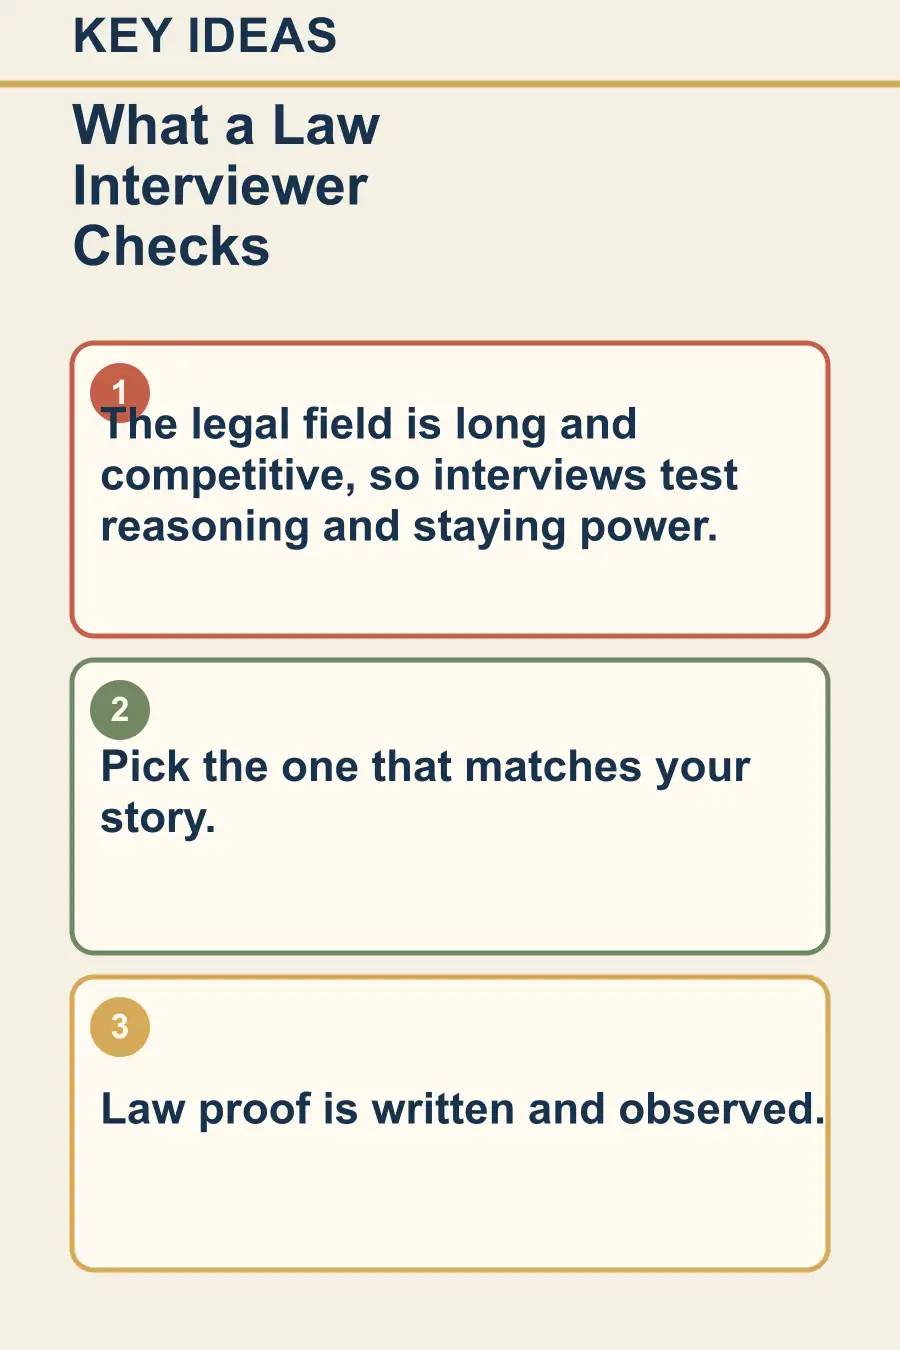 KEY IDEAS
What a Law
Interviewer
Checks
1
The legal field is long and
competitive, so interviews test
reasoning and staying power.
2
Pick the one that matches your
story.
3
Law proof is written and observed.